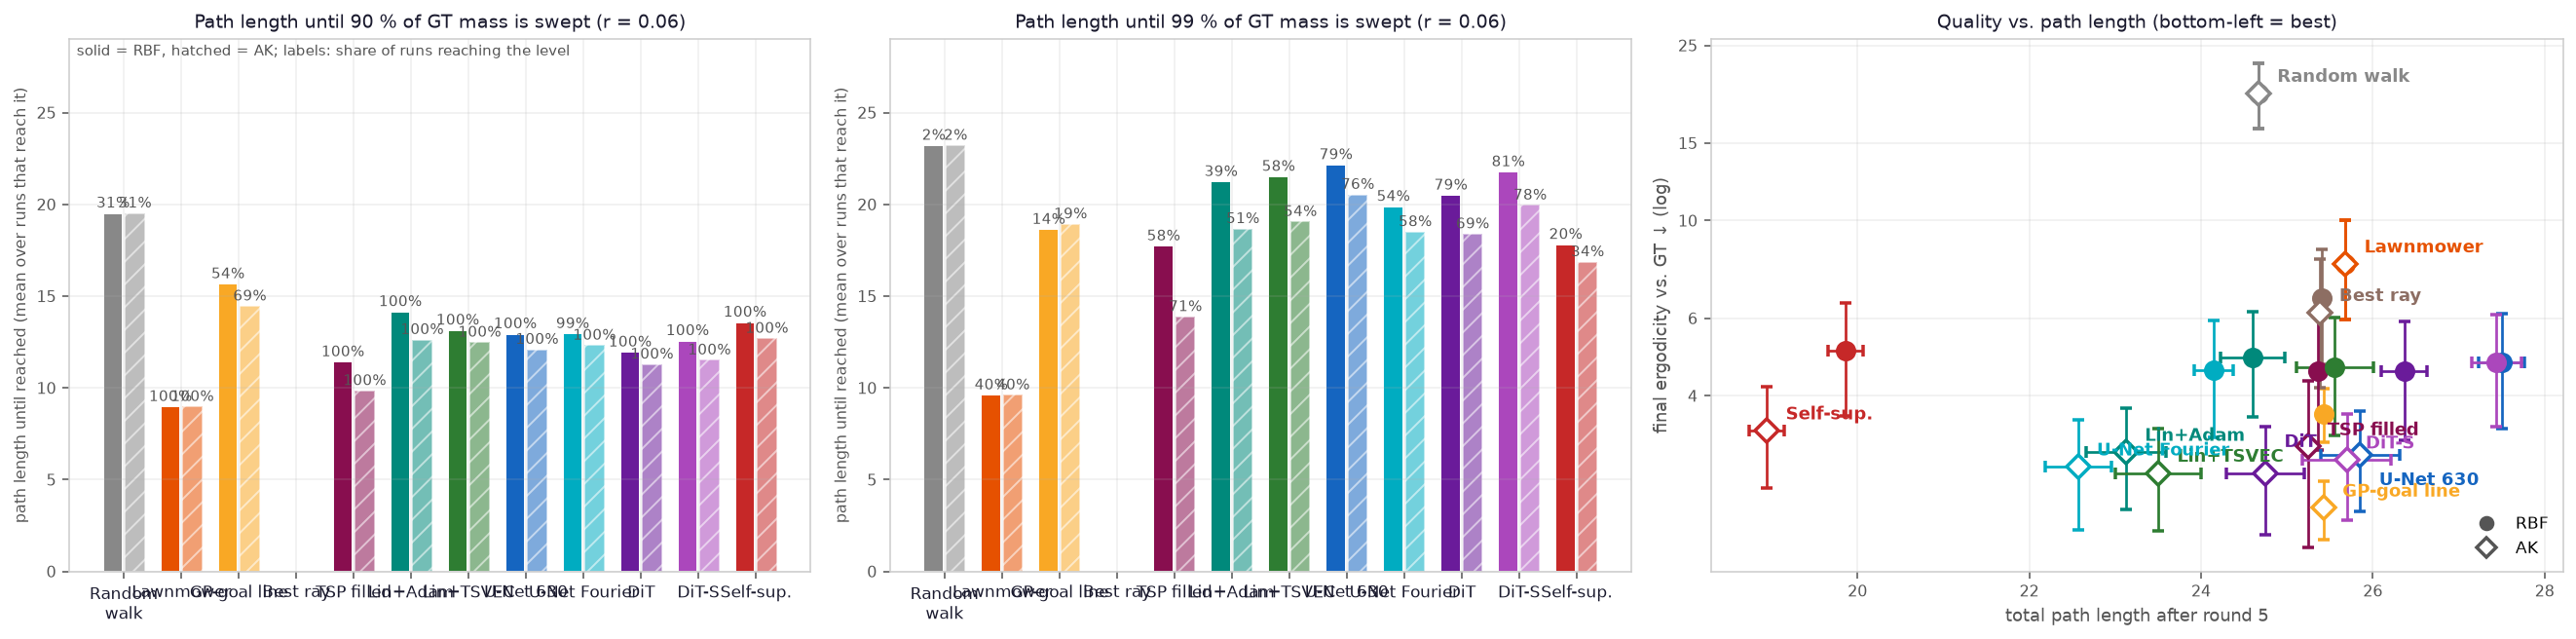 Path length until 90 % of GT mass is swept (r = 0.06)
solid = RBF, hatched = AK; labels: share of runs reaching the level
path length until reached (mean over runs that reach it)
25
20
15
10
5
0
31%
31%
100%
100%
54%
69%
100%
100%
100%
100%
100%
100%
100%
100%
99%
100%
100%
100%
100%
100%
100%
100%
Random
walk
Lawnmower
GP-goal line
Best ray
TSP filled
Lin+Adam
Lin+TSVEC
U-Net 630
U-Net Fourier
DiT
DiT-S
Self-sup.
Path length until 99 % of GT mass is swept (r = 0.06)
path length until reached (mean over runs that reach it)
25
20
15
10
5
0
2%
2%
40%
40%
14%
19%
58%
71%
39%
51%
58%
54%
79%
76%
54%
58%
79%
69%
81%
78%
20%
34%
Random
walk
Lawnmower
GP-goal line
Best ray
TSP filled
Lin+Adam
Lin+TSVEC
U-Net 630
U-Net Fourier
DiT
DiT-S
Self-sup.
Quality vs. path length (bottom-left = best)
final ergodicity vs. GT ↓ (log)
25
15
10
6
4
Random walk
Lawnmower
Best ray
Self-sup.
TSP filled
Lin+Adam
DiT
DiT-S
U-Net Fourier
Lin+TSVEC
U-Net 630
GP-goal line
RBF
AK
20
22
24
26
28
total path length after round 5